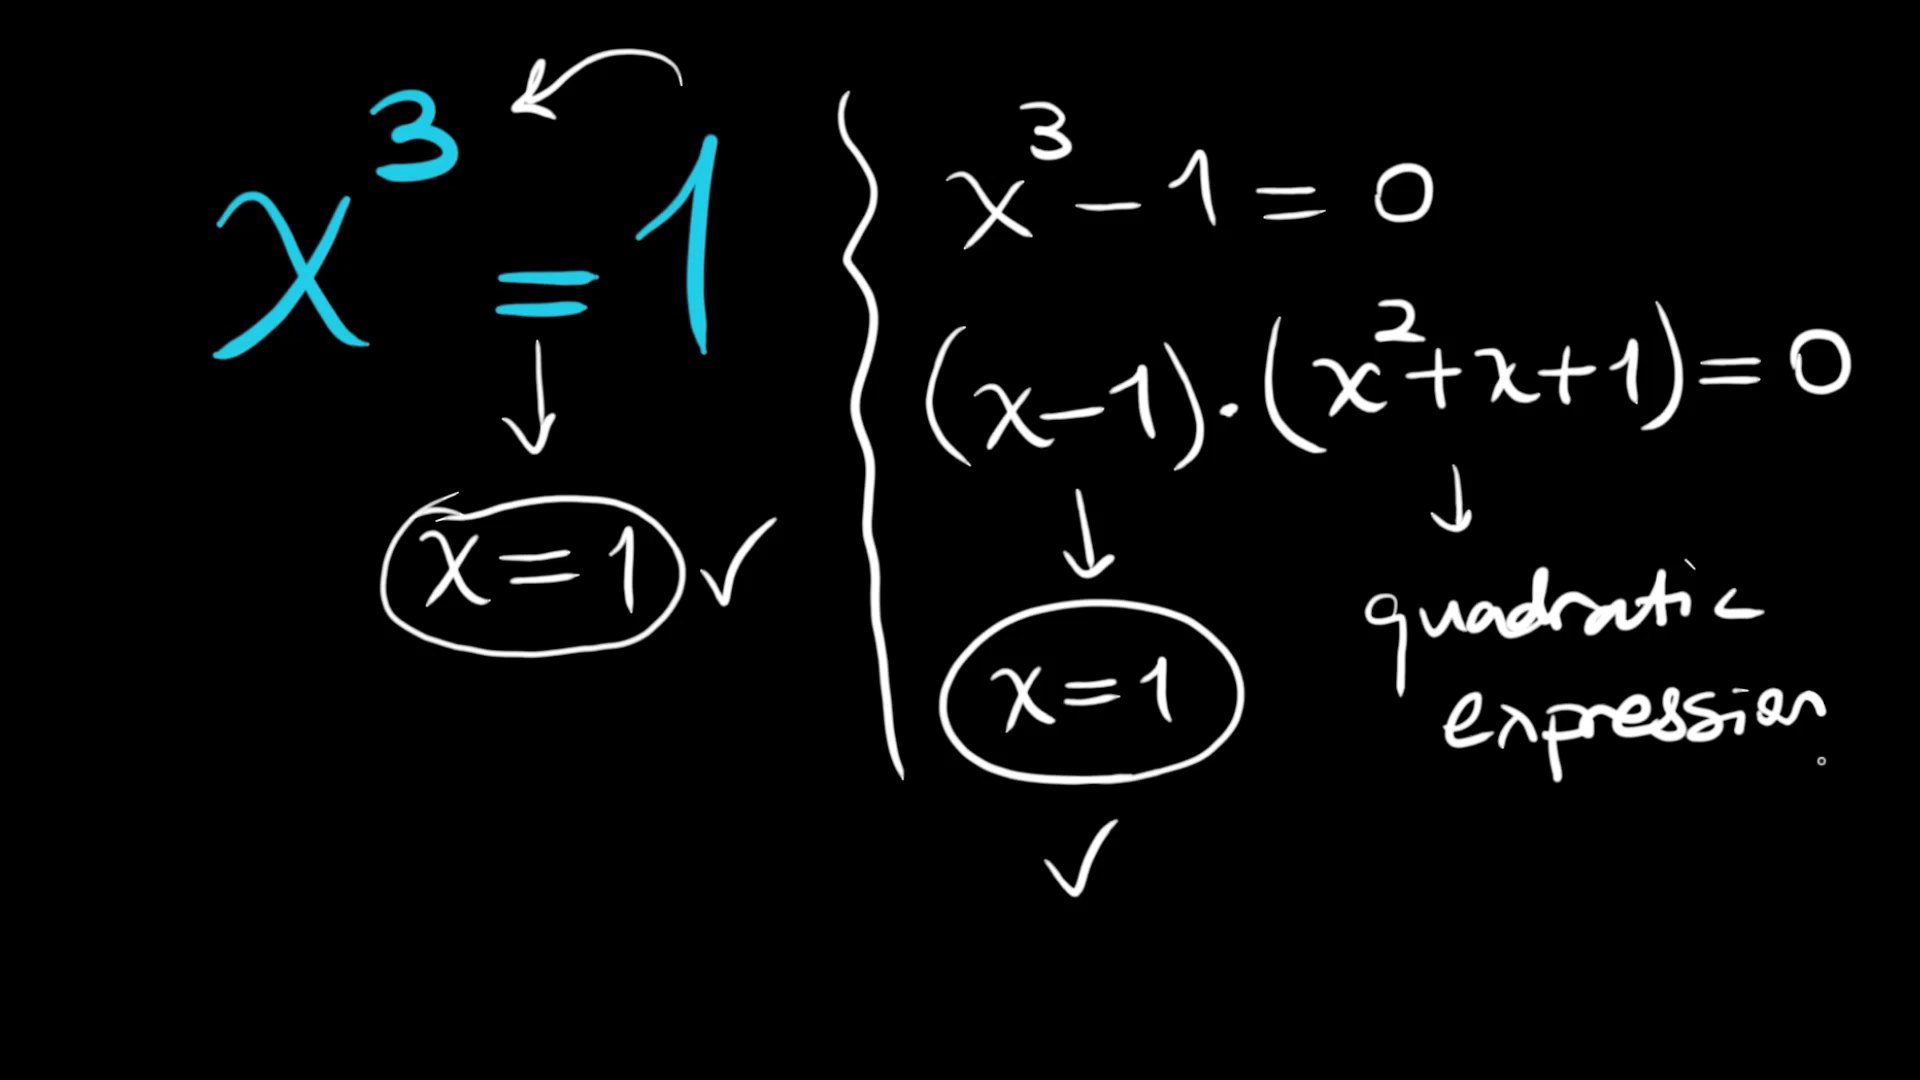 x³ = 1
x = 1 ✓
x³ - 1 = 0
(x-1)·(x²+x+1) = 0
x = 1
✓
quadratic
expression